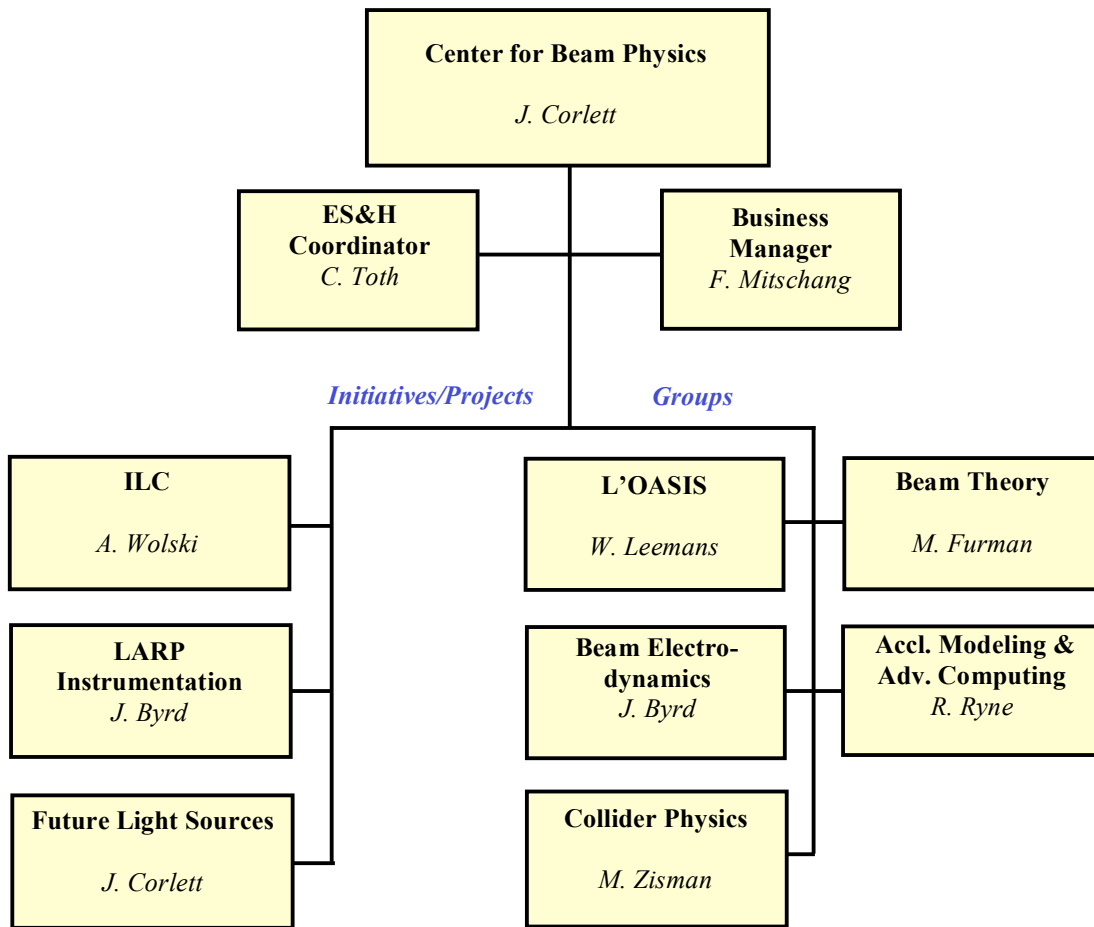 Center for Beam Physics
J. Corlett
ES&H
Coordinator
C. Toth
Business
Manager
F. Mitschang
Initiatives/Projects
Groups
ILC
A. Wolski
L’OASIS
W. Leemans
Beam Theory
M. Furman
LARP
Instrumentation
J. Byrd
Beam Electro-
dynamics
J. Byrd
Accl. Modeling &
Adv. Computing
R. Ryne
Future Light Sources
J. Corlett
Collider Physics
M. Zisman